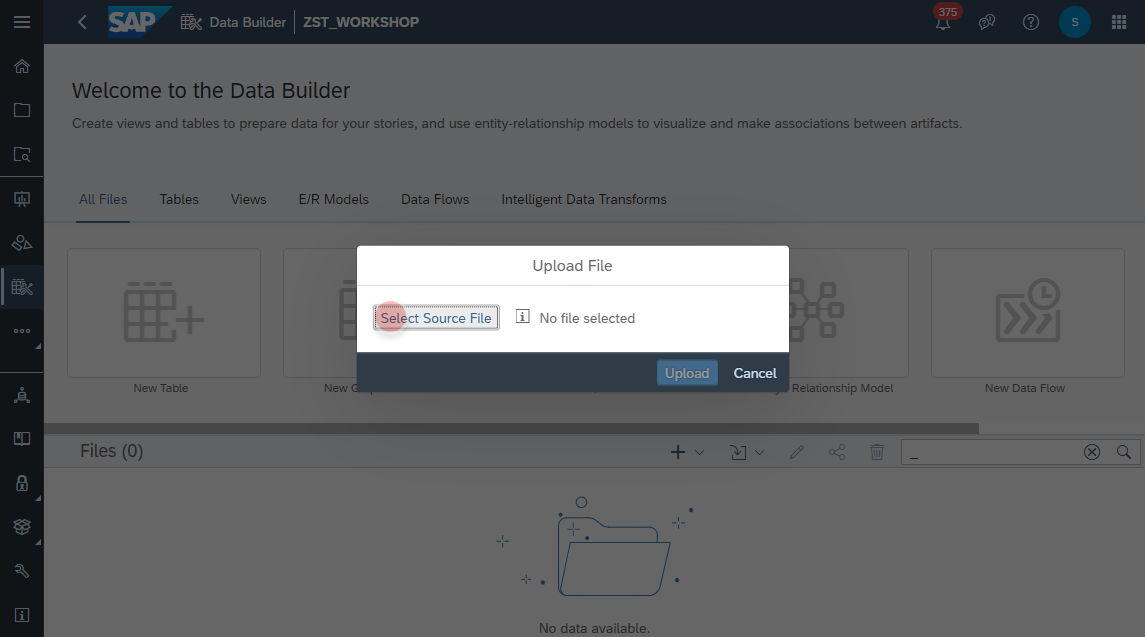 SAP Data Builder ZST_WORKSHOP 375 S
Welcome to the Data Builder
Create views and tables to prepare data for your stories, and use entity-relationship models to visualize and make associations between artifacts.
All Files Tables Views E/R Models Data Flows Intelligent Data Transforms
Upload File
Select Source File No file selected
Upload Cancel
New Table New G Relationship Model New Data Flow
Files (0) _
No data available.